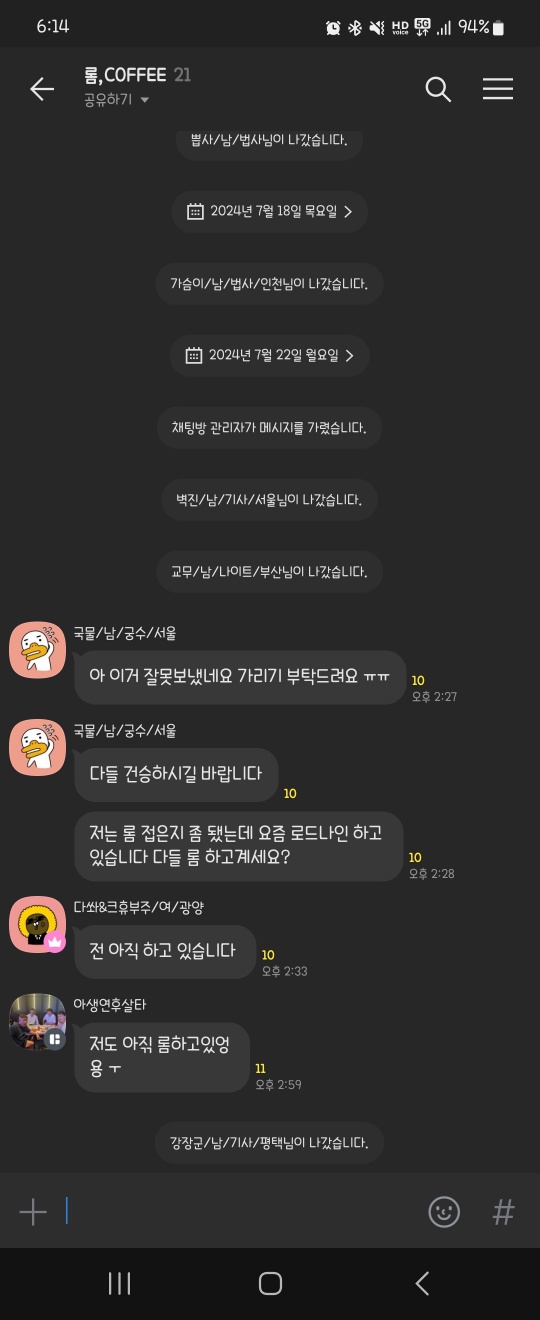 6:14
HD voice 5G 94%
롬,COFFEE 21
공유하기
뽑사/남/법사님이 나갔습니다.
2024년 7월 18일 목요일
가슴이/남/법사/인천님이 나갔습니다.
2024년 7월 22일 월요일
채팅방 관리자가 메시지를 가렸습니다.
벽진/남/기사/서울님이 나갔습니다.
교무/남/나이트/부산님이 나갔습니다.
국물/남/궁수/서울
아 이거 잘못보냈네요 가리기 부탁드려요 ㅠㅠ
10
오후 2:27
국물/남/궁수/서울
다들 건승하시길 바랍니다
10
저는 롬 접은지 좀 됐는데 요즘 로드나인 하고
있습니다 다들 롬 하고계세요?
10
오후 2:28
다쏴&크휴부주/여/광양
전 아직 하고 있습니다
10
오후 2:33
아생연후살타
저도 아직 롬하고있엉
용 ㅜ
11
오후 2:59
강장군/남/기사/평택님이 나갔습니다.
#